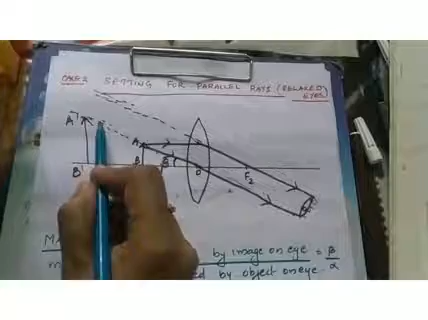 CASE 2 SETTING FOR PARALLEL RAYS (RELAXED
EYE)
A'
A
B'
B
O
F2
by image on eye = β
α
by object on eye